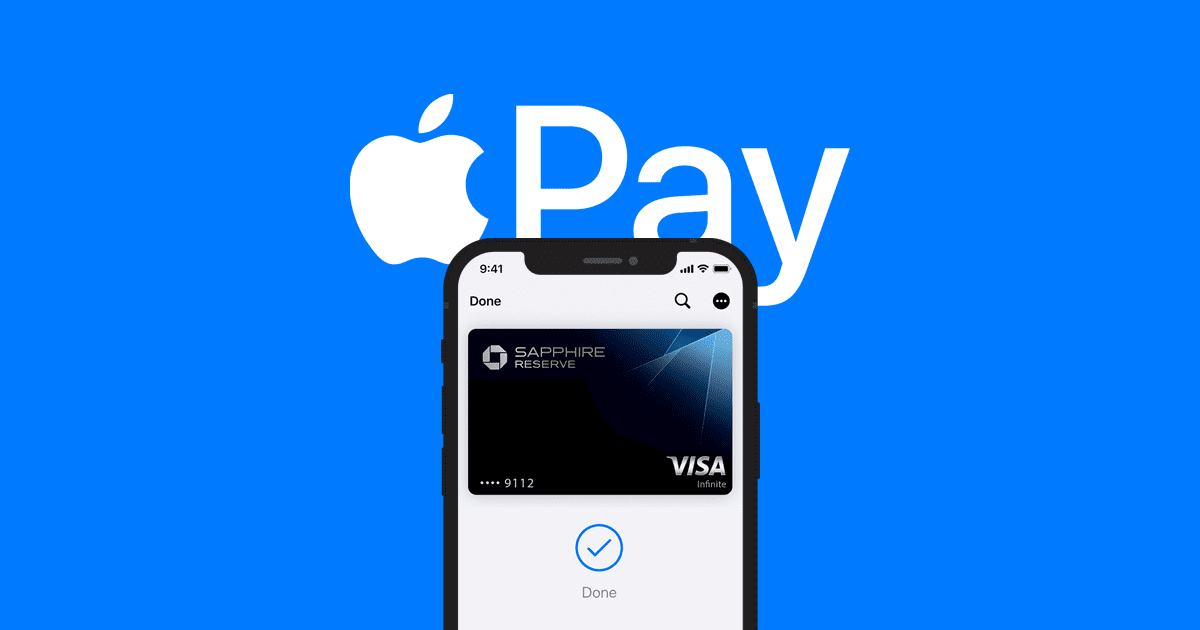 Pay
9:41
Done
SAPPHIRE
RESERVE
VISA
•••• 9112
Infinite
Done